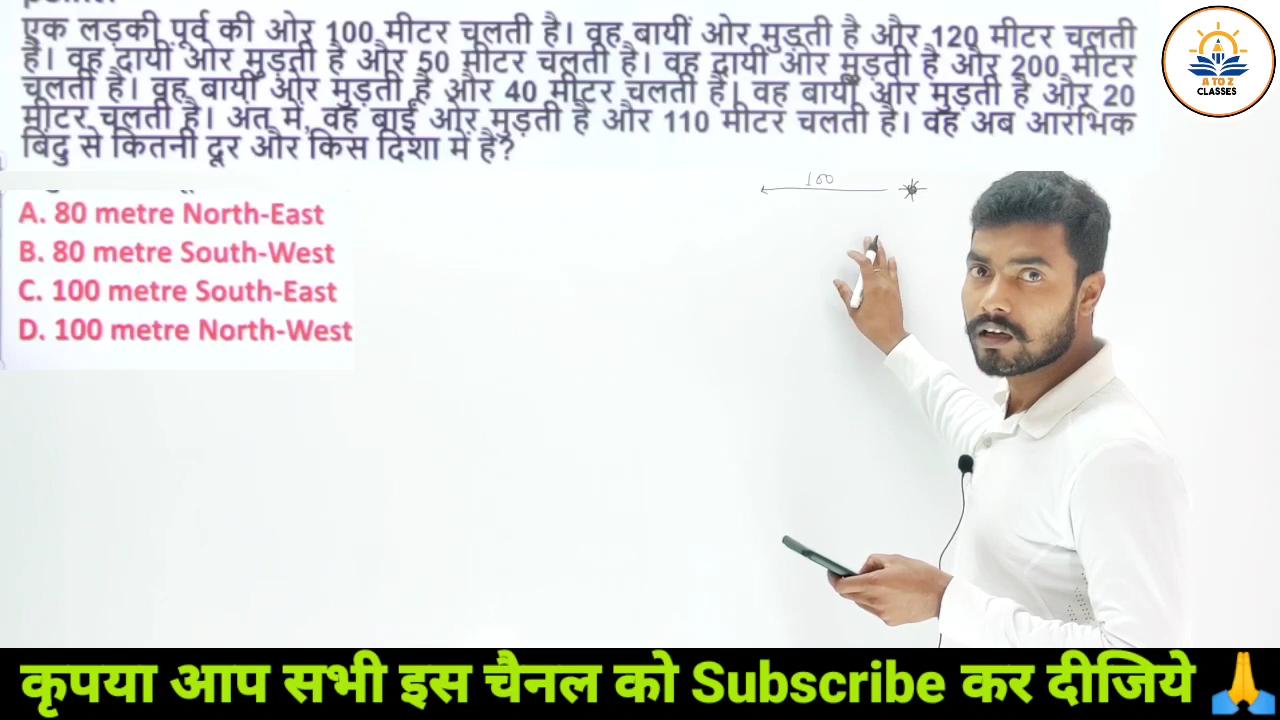 एक लड़की पूर्व की ओर 100 मीटर चलती है। वह बायीं ओर मुड़ती है और 120 मीटर चलती
है। वह दायीं ओर मुड़ती है और 50 मीटर चलती है। वह दायीं ओर मुड़ती है और 200 मीटर
चलती है। वह बायीं ओर मुड़ती है और 40 मीटर चलती है। वह बायीं ओर मुड़ती है और 20
मीटर चलती है। अंत में, वह बाईं ओर मुड़ती है और 110 मीटर चलती है। वह अब आरंभिक
बिंदु से कितनी दूर और किस दिशा में है?
A. 80 metre North-East
B. 80 metre South-West
C. 100 metre South-East
D. 100 metre North-West
100
A TO Z
CLASSES
कृपया आप सभी इस चैनल को Subscribe कर दीजिये 🙏